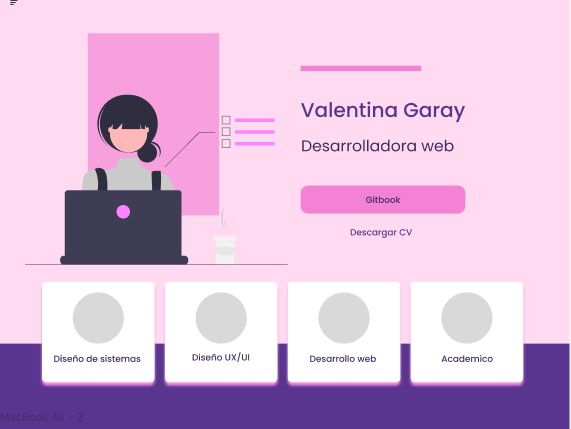 Valentina Garay
Desarrolladora web
Gitbook
Descargar CV
Diseño de sistemas
Diseño UX/UI
Desarrollo web
Academico
MacBook Air - 2